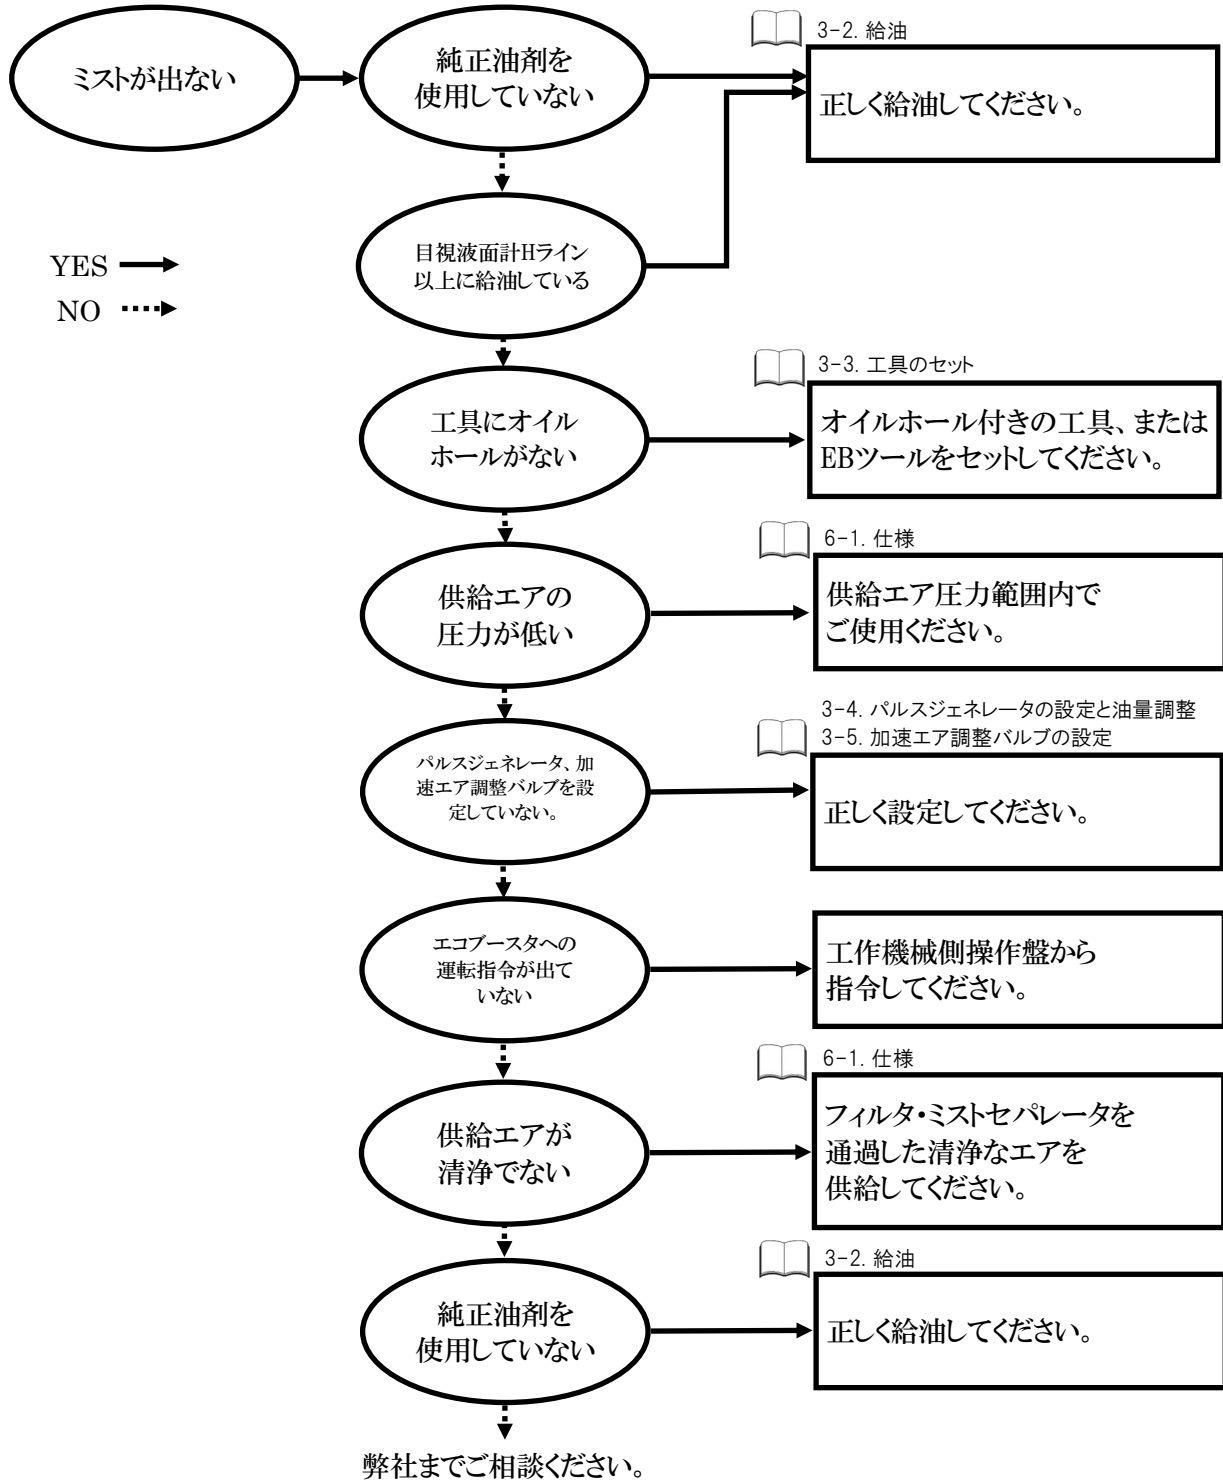 ミストが出ない
純正油剤を
使用していない
3-2. 給油
正しく給油してください。
目視液面計Hライン
以上に給油している
YES
NO
3-3. 工具のセット
工具にオイル
ホールがない
オイルホール付きの工具、または
EBツールをセットしてください。
6-1. 仕様
供給エアの
圧力が低い
供給エア圧力範囲内で
ご使用ください。
3-4. パルスジェネレータの設定と油量調整
3-5. 加速エア調整バルブの設定
パルスジェネレータ、加
速エア調整バルブを設
定していない。
正しく設定してください。
エコブースタへの
運転指令が出て
いない
工作機械側操作盤から
指令してください。
6-1. 仕様
供給エアが
清浄でない
フィルタ・ミストセパレータを
通過した清浄なエアを
供給してください。
3-2. 給油
純正油剤を
使用していない
正しく給油してください。
弊社までご相談ください。